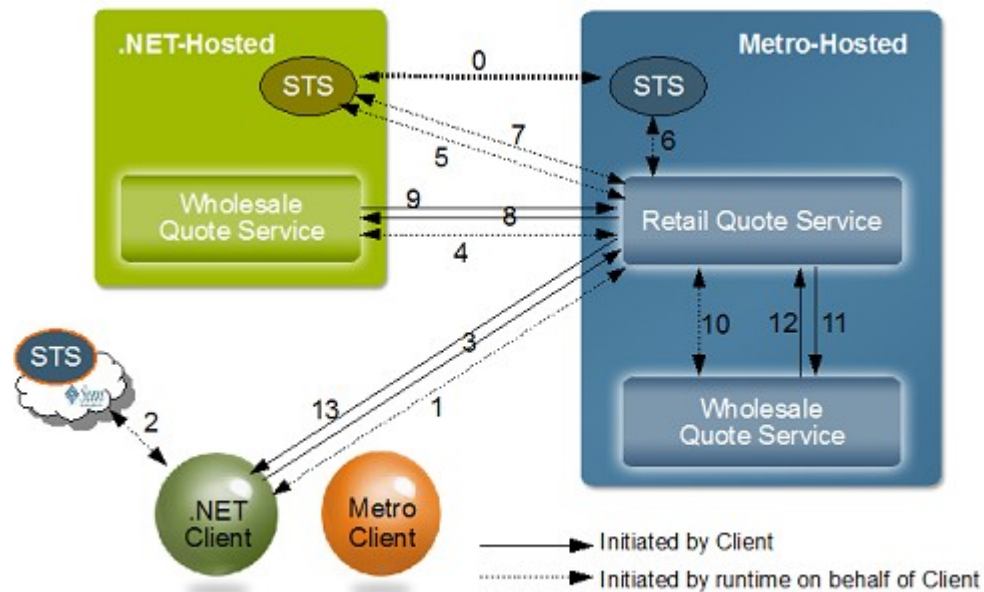 .NET-Hosted
Metro-Hosted
0
STS
STS
7
5
6
Wholesale
Quote Service
9
8
4
Retail Quote Service
10
12
11
STS
Sun
3
13
1
2
Wholesale
Quote Service
.NET
Client
Metro
Client
Initiated by Client
Initiated by runtime on behalf of Client